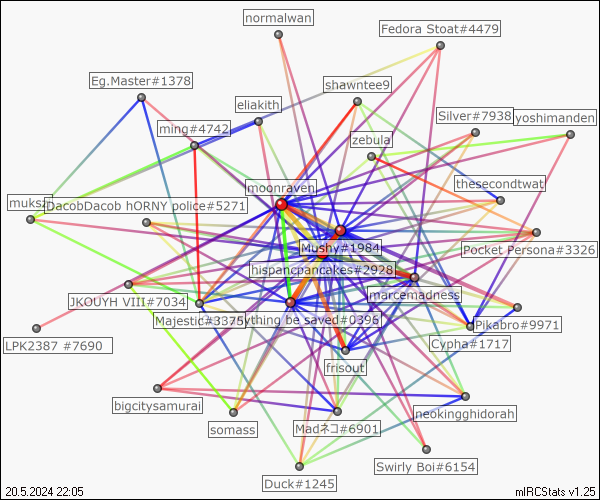 normalwan
Fedora Stoat#4479
Eg.Master#1378
shawntee9
eliakith
Silver#7938
yoshimanden
ming#4742
zebula
moonraven
thesecondtwat
muksz
DacobDacob hORNY police#5271
Mushy#1984
Pocket Persona#3326
hispancpancakes#2928
marcemadness
JKOUYH VIII#7034
Majestic#3375
ything be saved#0396
Pikabro#9971
Cypha#1717
LPK2387 #7690
frisout
bigcitysamurai
neokingghidorah
somass
Madネコ#6901
Swirly Boi#6154
Duck#1245
20.5.2024 22:05
mIRCStats v1.25